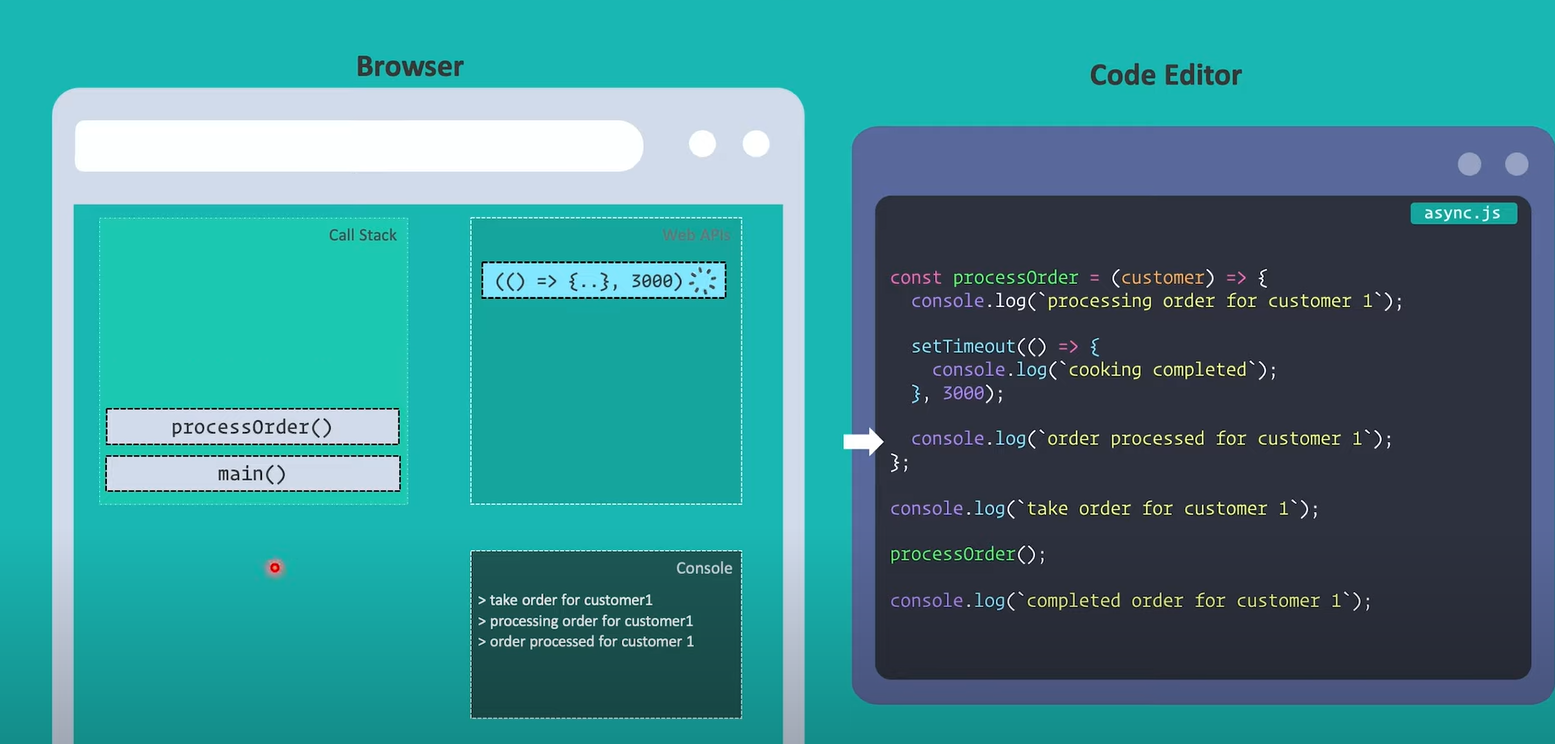 Browser
Call Stack
processOrder()
main()
Web APIs
(() => {..}, 3000)
Console
> take order for customer1
> processing order for customer1
> order processed for customer 1
Code Editor
async.js
const processOrder = (customer) => {
  console.log(`processing order for customer 1`);
  setTimeout(() => {
    console.log(`cooking completed`);
  }, 3000);
  console.log(`order processed for customer 1`);
};
console.log(`take order for customer 1`);
processOrder();
console.log(`completed order for customer 1`);